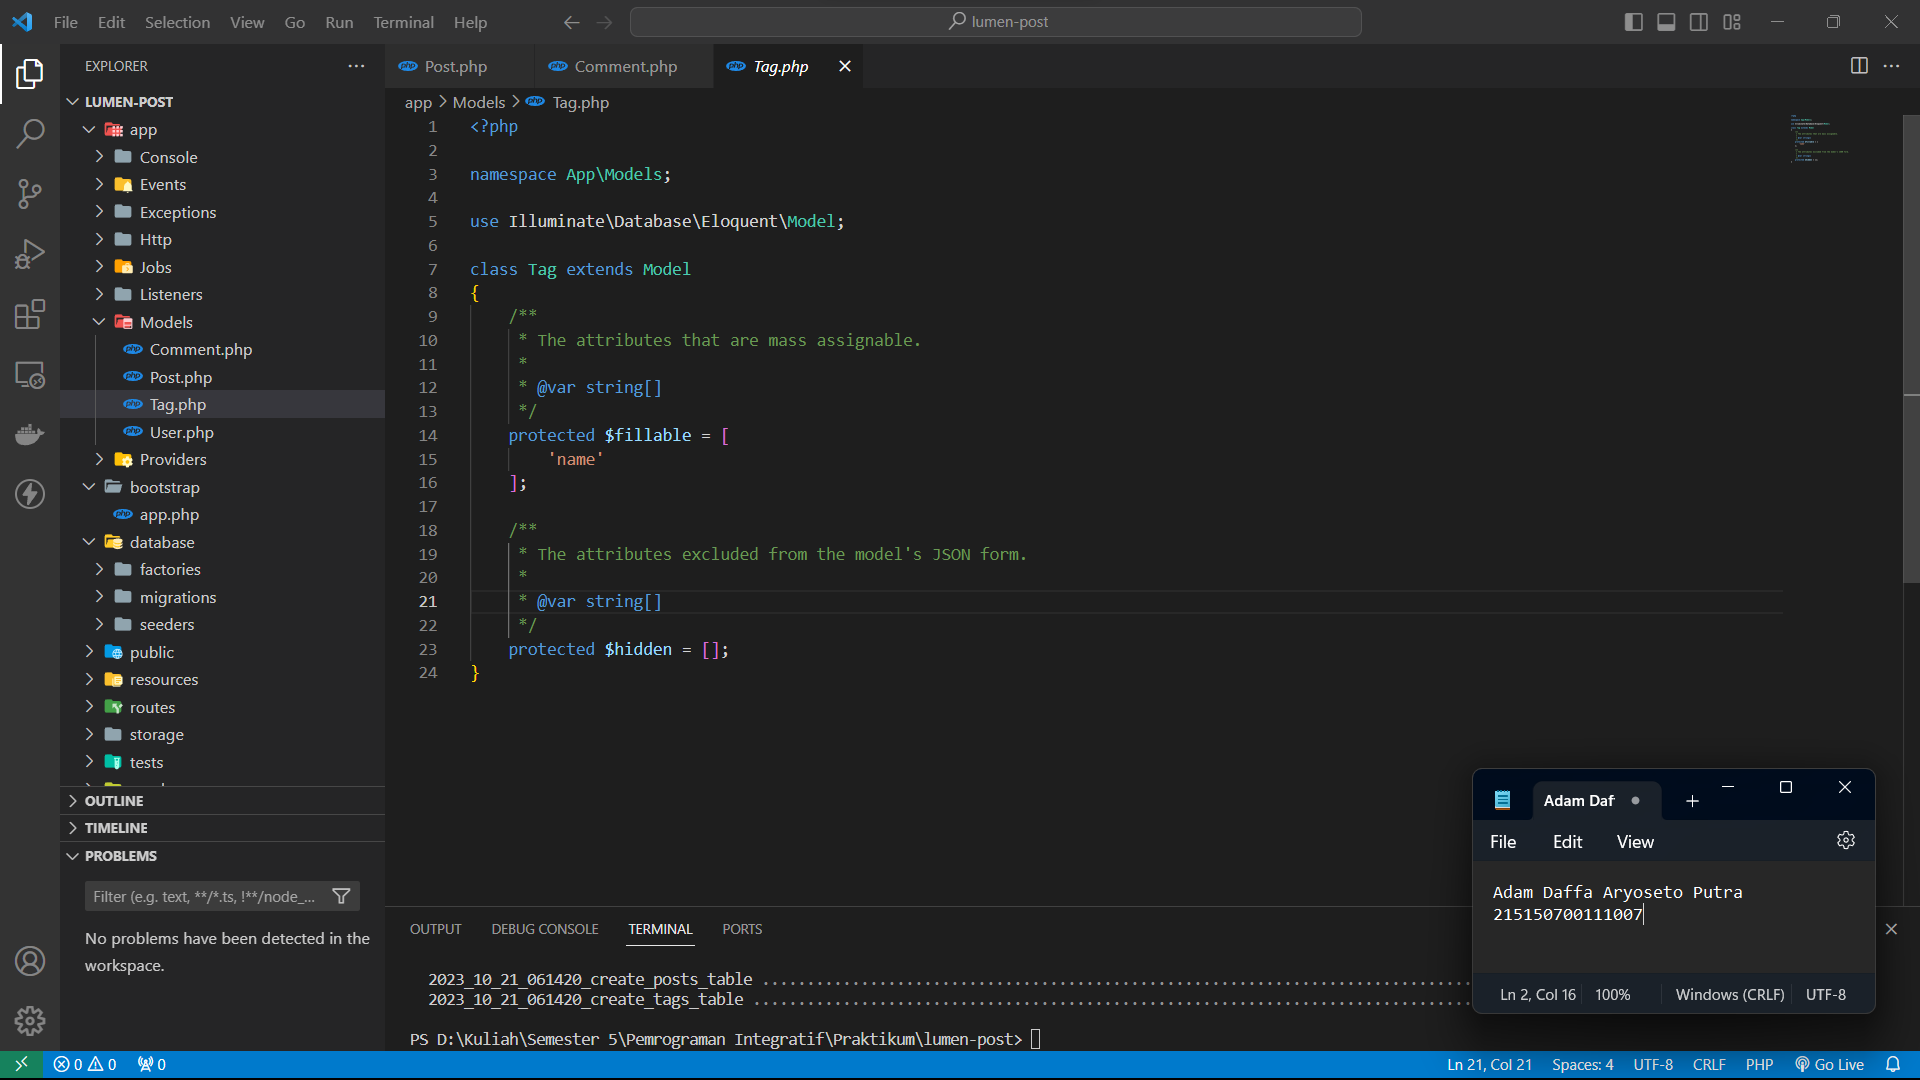 File Edit Selection View Go Run Terminal Help
lumen-post
EXPLORER
LUMEN-POST
app
Console
Events
Exceptions
Http
Jobs
Listeners
Models
Comment.php
Post.php
Tag.php
User.php
Providers
bootstrap
app.php
database
factories
migrations
seeders
public
resources
routes
storage
tests
OUTLINE
TIMELINE
PROBLEMS
Filter (e.g. text, **/*.ts, !**/node_...
No problems have been detected in the
workspace.
Post.php Comment.php Tag.php
app > Models > Tag.php
1 <?php
2
3 namespace App\Models;
4
5 use Illuminate\Database\Eloquent\Model;
6
7 class Tag extends Model
8 {
9 /**
10 * The attributes that are mass assignable.
11 *
12 * @var string[]
13 */
14 protected $fillable = [
15 'name'
16 ];
17
18 /**
19 * The attributes excluded from the model's JSON form.
20 *
21 * @var string[]
22 */
23 protected $hidden = [];
24 }
OUTPUT DEBUG CONSOLE TERMINAL PORTS
2023_10_21_061420_create_posts_table ................................................................................
2023_10_21_061420_create_tags_table .................................................................................
PS D:\Kuliah\Semester 5\Pemrograman Integratif\Praktikum\lumen-post>
Adam Daf
File Edit View
Adam Daffa Aryoseto Putra
215150700111007
Ln 2, Col 16 100% Windows (CRLF) UTF-8
0 0 0
Ln 21, Col 21 Spaces: 4 UTF-8 CRLF PHP Go Live